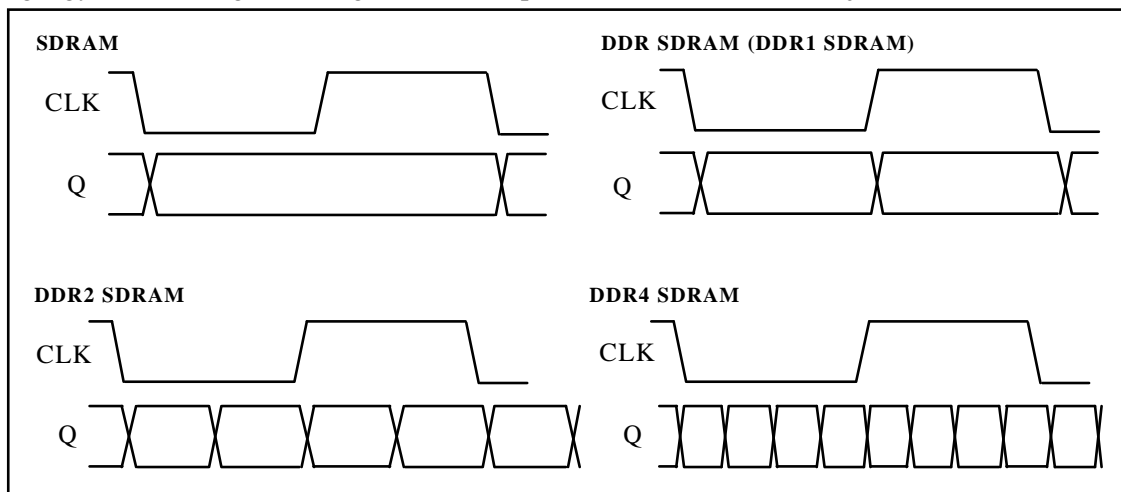 SDRAM
CLK
Q
DDR SDRAM (DDR1 SDRAM)
CLK
Q
DDR2 SDRAM
CLK
Q
DDR4 SDRAM
CLK
Q